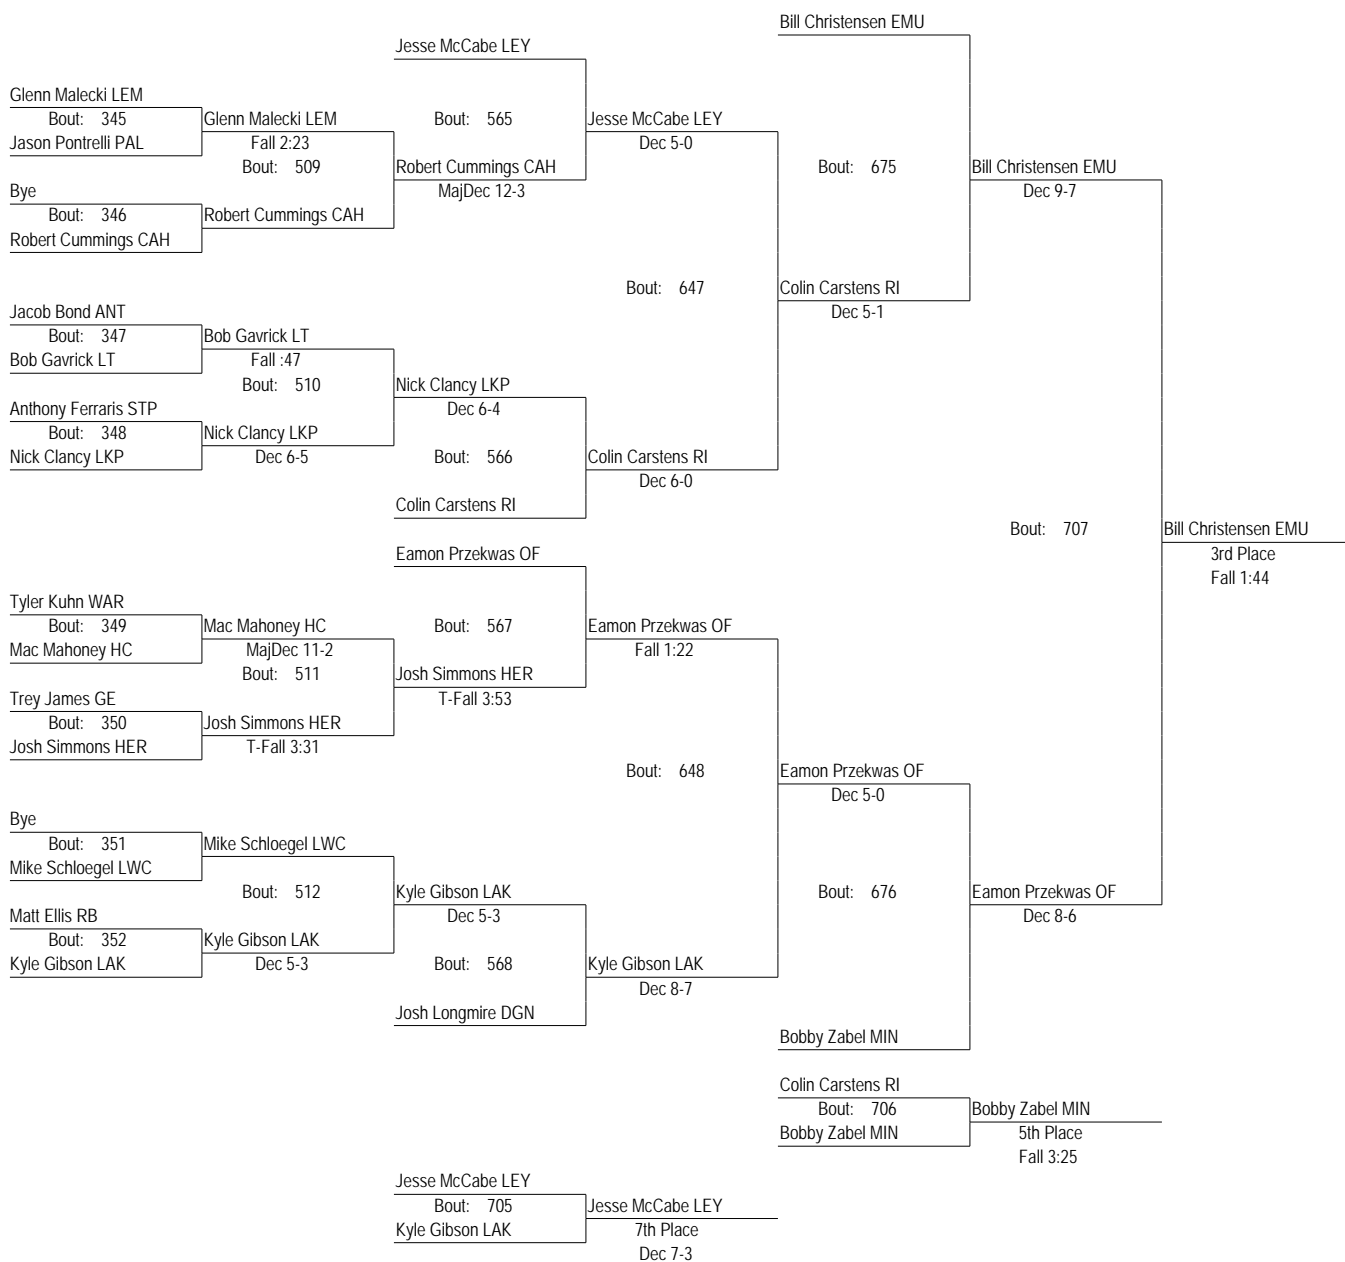 Bill Christensen EMU
Jesse McCabe LEY
Glenn Malecki LEM
Bout: 345
Glenn Malecki LEM
Bout: 565
Jesse McCabe LEY
Jason Pontrelli PAL
Fall 2:23
Dec 5-0
Bout: 509
Robert Cummings CAH
Bout: 675
Bill Christensen EMU
Bye
MajDec 12-3
Dec 9-7
Bout: 346
Robert Cummings CAH
Robert Cummings CAH
Bout: 647
Colin Carstens RI
Jacob Bond ANT
Dec 5-1
Bout: 347
Bob Gavrick LT
Bob Gavrick LT
Fall :47
Bout: 510
Nick Clancy LKP
Anthony Ferraris STP
Dec 6-4
Bout: 348
Nick Clancy LKP
Nick Clancy LKP
Dec 6-5
Bout: 566
Colin Carstens RI
Dec 6-0
Colin Carstens RI
Bout: 707
Bill Christensen EMU
Eamon Przekwas OF
3rd Place
Fall 1:44
Tyler Kuhn WAR
Bout: 349
Mac Mahoney HC
Bout: 567
Eamon Przekwas OF
Mac Mahoney HC
MajDec 11-2
Fall 1:22
Bout: 511
Josh Simmons HER
Trey James GE
T-Fall 3:53
Bout: 350
Josh Simmons HER
Josh Simmons HER
T-Fall 3:31
Bout: 648
Eamon Przekwas OF
Dec 5-0
Bye
Bout: 351
Mike Schloegel LWC
Mike Schloegel LWC
Bout: 512
Kyle Gibson LAK
Bout: 676
Eamon Przekwas OF
Matt Ellis RB
Dec 5-3
Dec 8-6
Bout: 352
Kyle Gibson LAK
Kyle Gibson LAK
Dec 5-3
Bout: 568
Kyle Gibson LAK
Dec 8-7
Josh Longmire DGN
Bobby Zabel MIN
Colin Carstens RI
Bout: 706
Bobby Zabel MIN
Bobby Zabel MIN
5th Place
Fall 3:25
Jesse McCabe LEY
Bout: 705
Jesse McCabe LEY
Kyle Gibson LAK
7th Place
Dec 7-3